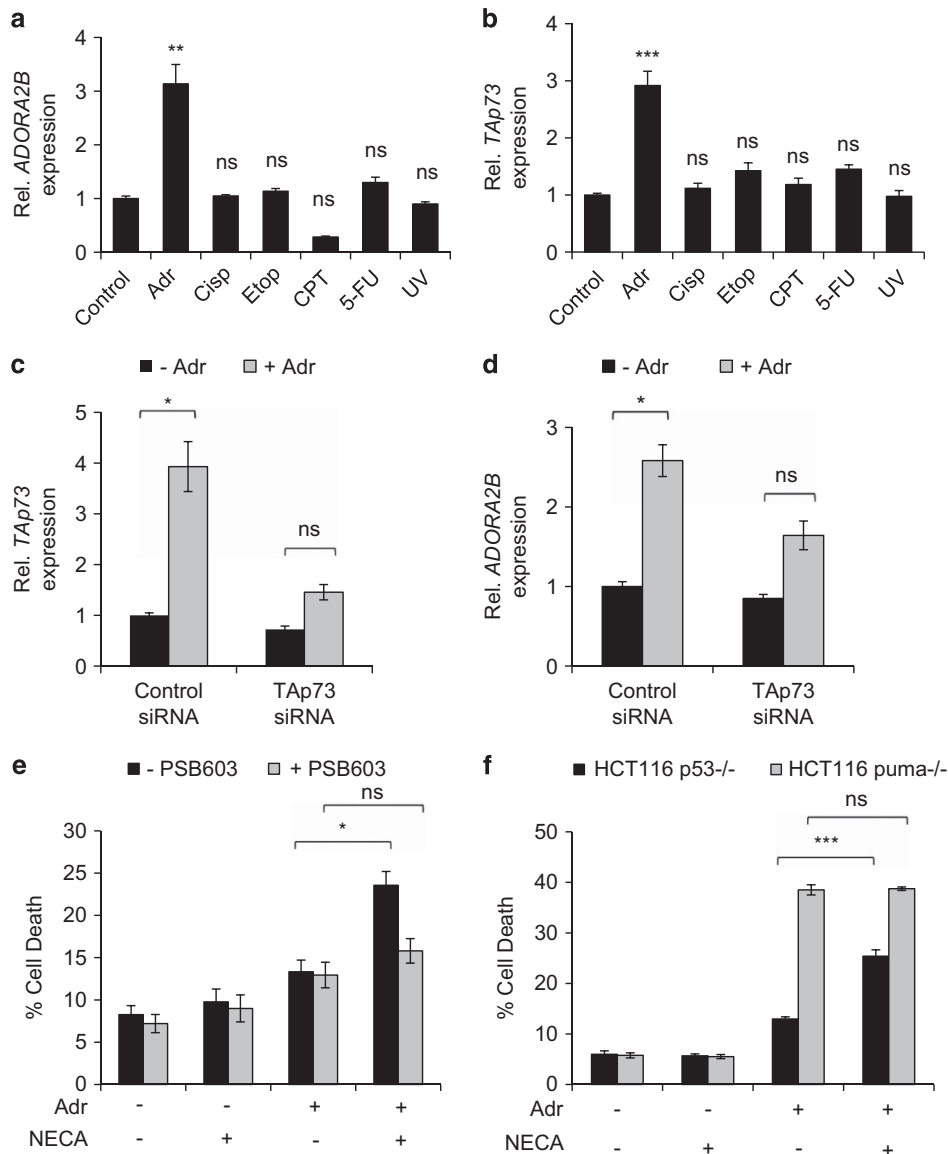 a
Rel. ADORA2B
expression
4
3
2
1
0
**
ns
ns
ns
ns
ns
Control
Adr
Cisp
Etop
CPT
5-FU
UV
b
Rel. TAp73
expression
4
3
2
1
0
***
ns
ns
ns
ns
ns
Control
Adr
Cisp
Etop
CPT
5-FU
UV
c
- Adr
+ Adr
Rel. TAp73
expression
5
4
3
2
1
0
*
ns
Control
siRNA
TAp73
siRNA
d
- Adr
+ Adr
Rel. ADORA2B
expression
3
2
1
0
*
ns
Control
siRNA
TAp73
siRNA
e
- PSB603
+ PSB603
% Cell Death
30
25
20
15
10
5
0
ns
*
Adr - - + +
NECA - + - +
f
HCT116 p53-/-
HCT116 puma-/-
% Cell Death
50
40
30
20
10
0
ns
***
Adr - - + +
NECA - + - +